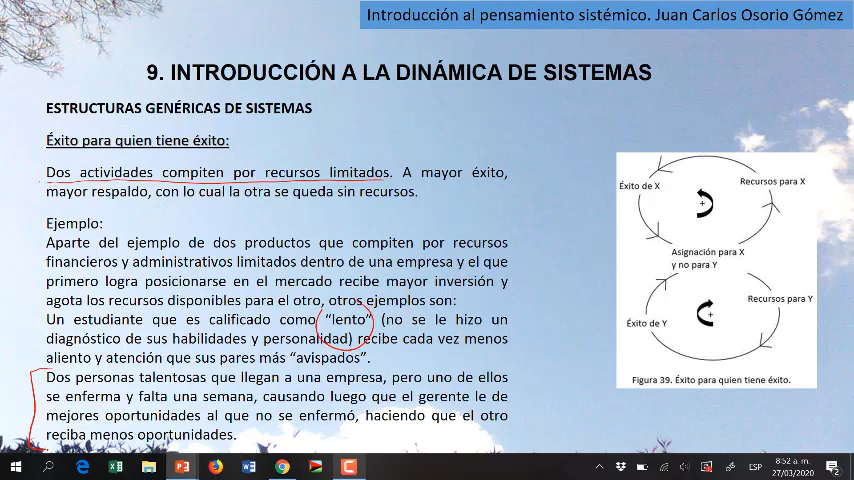 Introducción al pensamiento sistémico. Juan Carlos Osorio Gómez
9. INTRODUCCIÓN A LA DINÁMICA DE SISTEMAS
ESTRUCTURAS GENÉRICAS DE SISTEMAS
Éxito para quien tiene éxito:
Dos actividades compiten por recursos limitados. A mayor éxito,
mayor respaldo, con lo cual la otra se queda sin recursos.
Ejemplo:
Aparte del ejemplo de dos productos que compiten por recursos
financieros y administrativos limitados dentro de una empresa y el que
primero logra posicionarse en el mercado recibe mayor inversión y
agota los recursos disponibles para el otro, otros ejemplos son:
Un estudiante que es calificado como “lento” (no se le hizo un
diagnóstico de sus habilidades y personalidad) recibe cada vez menos
aliento y atención que sus pares más “avispados”.
Dos personas talentosas que llegan a una empresa, pero uno de ellos
se enferma y falta una semana, causando luego que el gerente le de
mejores oportunidades al que no se enfermó, haciendo que el otro
reciba menos oportunidades.
Éxito de X
Recursos para X
+
Asignación para X
y no para Y
Recursos para Y
+
Éxito de Y
Figura 39. Éxito para quien tiene éxito.
ESP
8:52 a. m.
27/03/2020
2